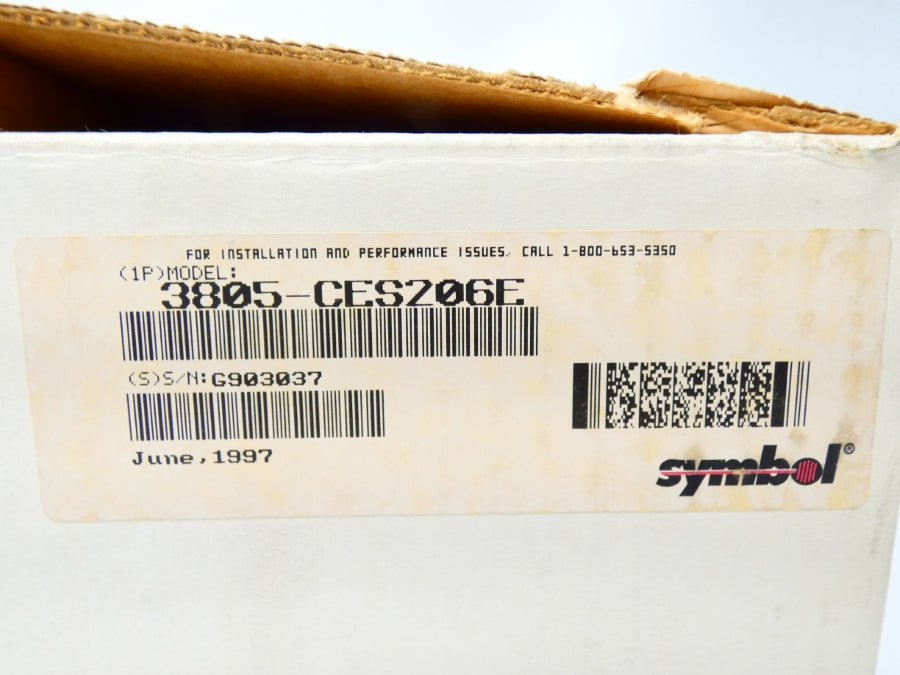 FOR INSTALLATION AND PERFORMANCE ISSUES, CALL 1-800-653-5350
(1P)MODEL:
3805-CES206E
(S)S/N:G903037
June,1997
symbol®